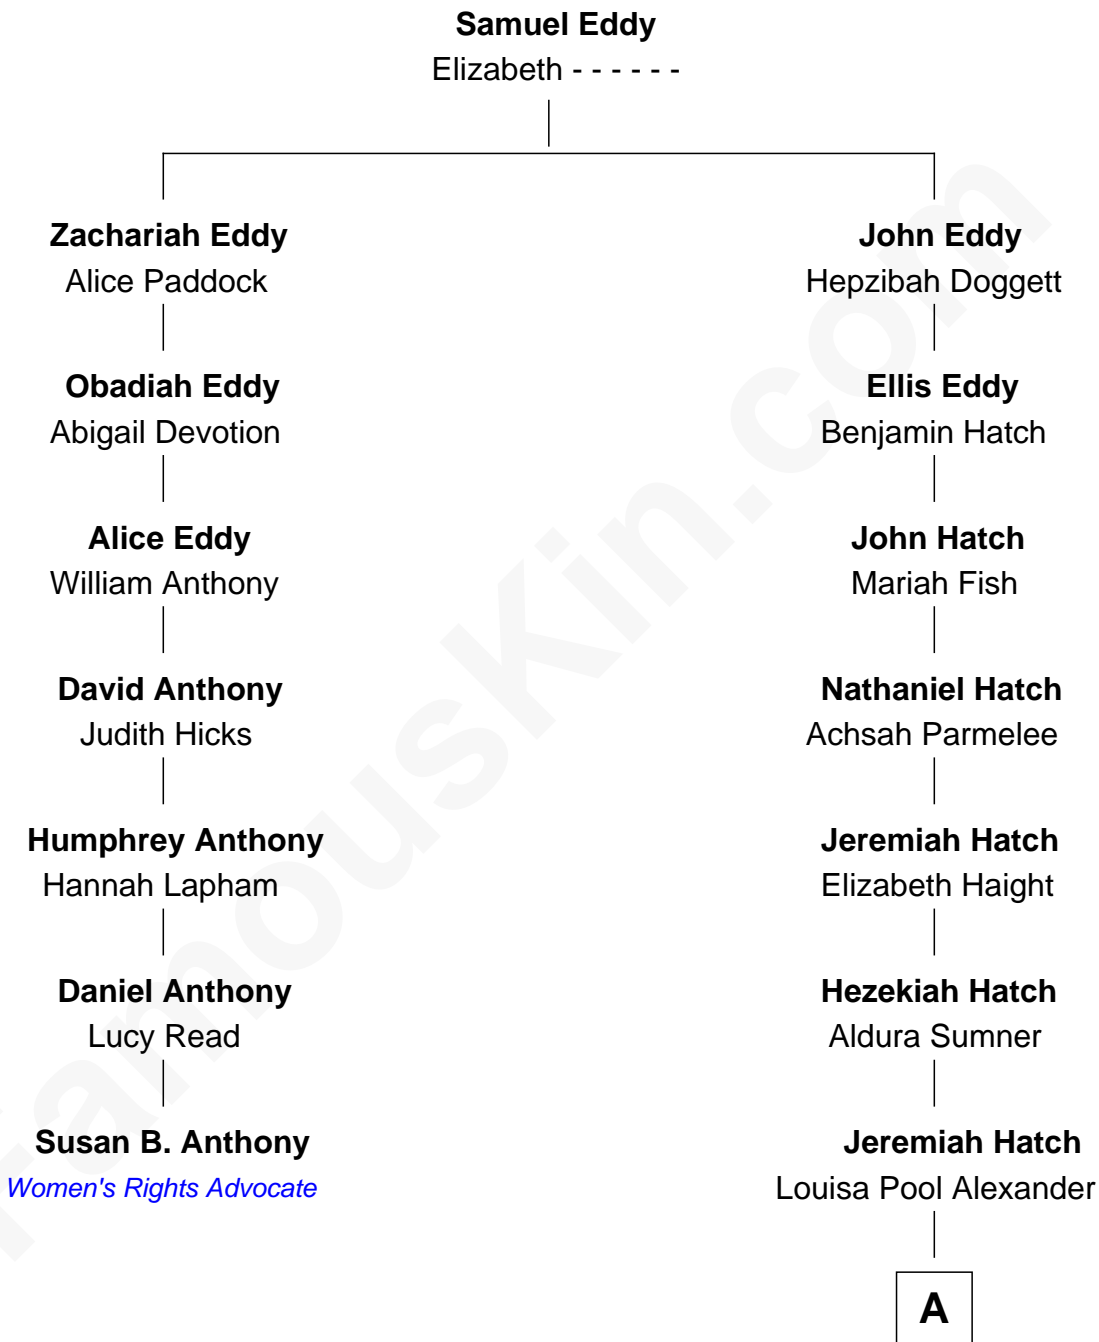 Samuel Eddy
Elizabeth - - - - - -
Zachariah Eddy
Alice Paddock
Obadiah Eddy
Abigail Devotion
Alice Eddy
William Anthony
David Anthony
Judith Hicks
Humphrey Anthony
Hannah Lapham
Daniel Anthony
Lucy Read
Susan B. Anthony
Women's Rights Advocate
John Eddy
Hepzibah Doggett
Ellis Eddy
Benjamin Hatch
John Hatch
Mariah Fish
Nathaniel Hatch
Achsah Parmelee
Jeremiah Hatch
Elizabeth Haight
Hezekiah Hatch
Aldura Sumner
Jeremiah Hatch
Louisa Pool Alexander
A
FamousKin.com